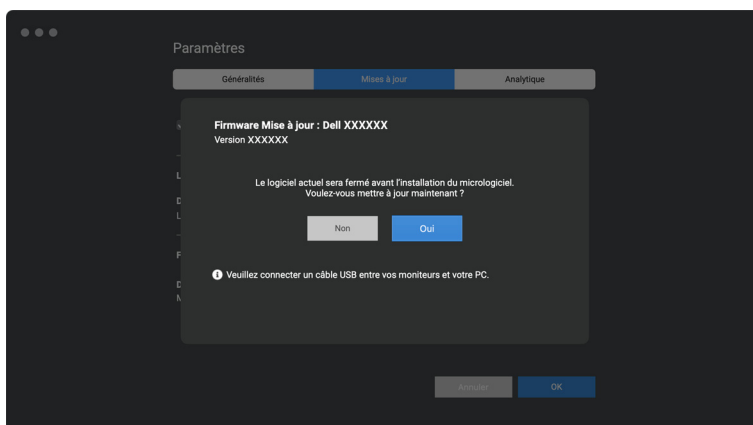 Paramètres
Généralités
Mises à jour
Analytique
Firmware Mise à jour : Dell XXXXXX
Version XXXXXX
L
Le logiciel actuel sera fermé avant l'installation du micrologiciel.
Voulez-vous mettre à jour maintenant ?
D
L
Non
Oui
F
Veuillez connecter un câble USB entre vos moniteurs et votre PC.
D
N
Annuler
OK